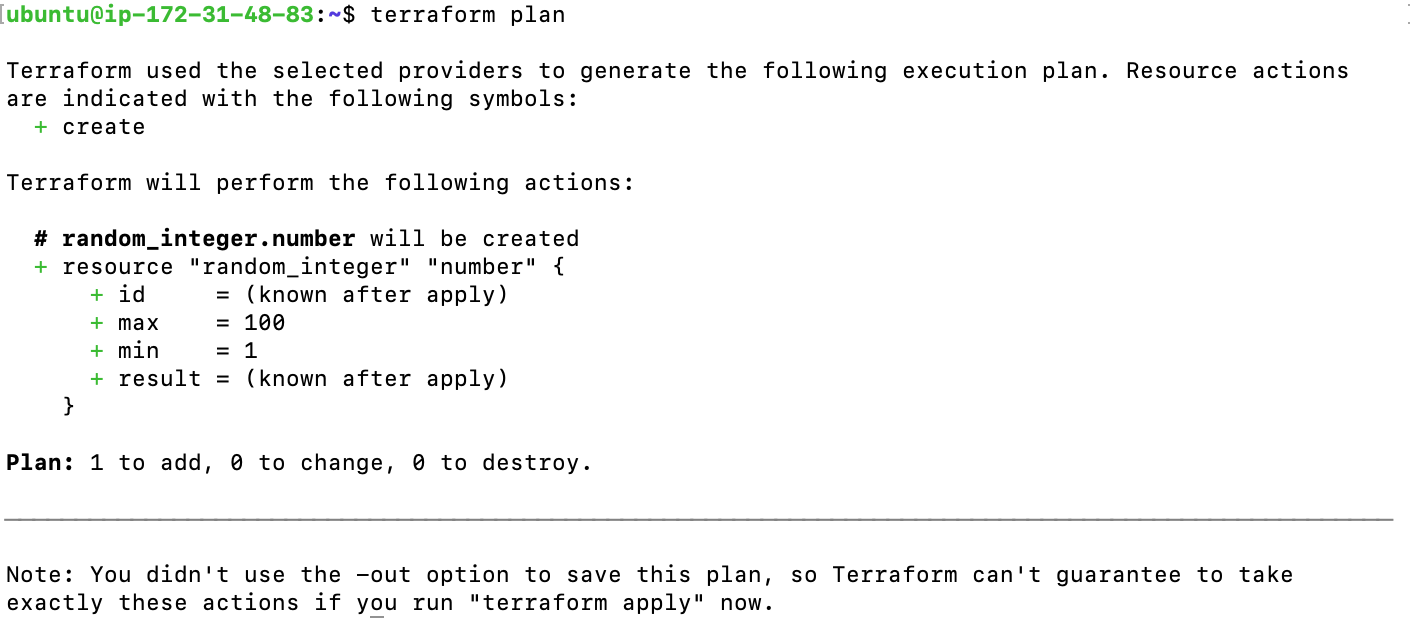 [ubuntu@ip-172-31-48-83:~$ terraform plan
Terraform used the selected providers to generate the following execution plan. Resource actions
are indicated with the following symbols:
  + create
Terraform will perform the following actions:
  # random_integer.number will be created
  + resource "random_integer" "number" {
      + id     = (known after apply)
      + max    = 100
      + min    = 1
      + result = (known after apply)
    }
Plan: 1 to add, 0 to change, 0 to destroy.
Note: You didn't use the -out option to save this plan, so Terraform can't guarantee to take
exactly these actions if you run "terraform apply" now.